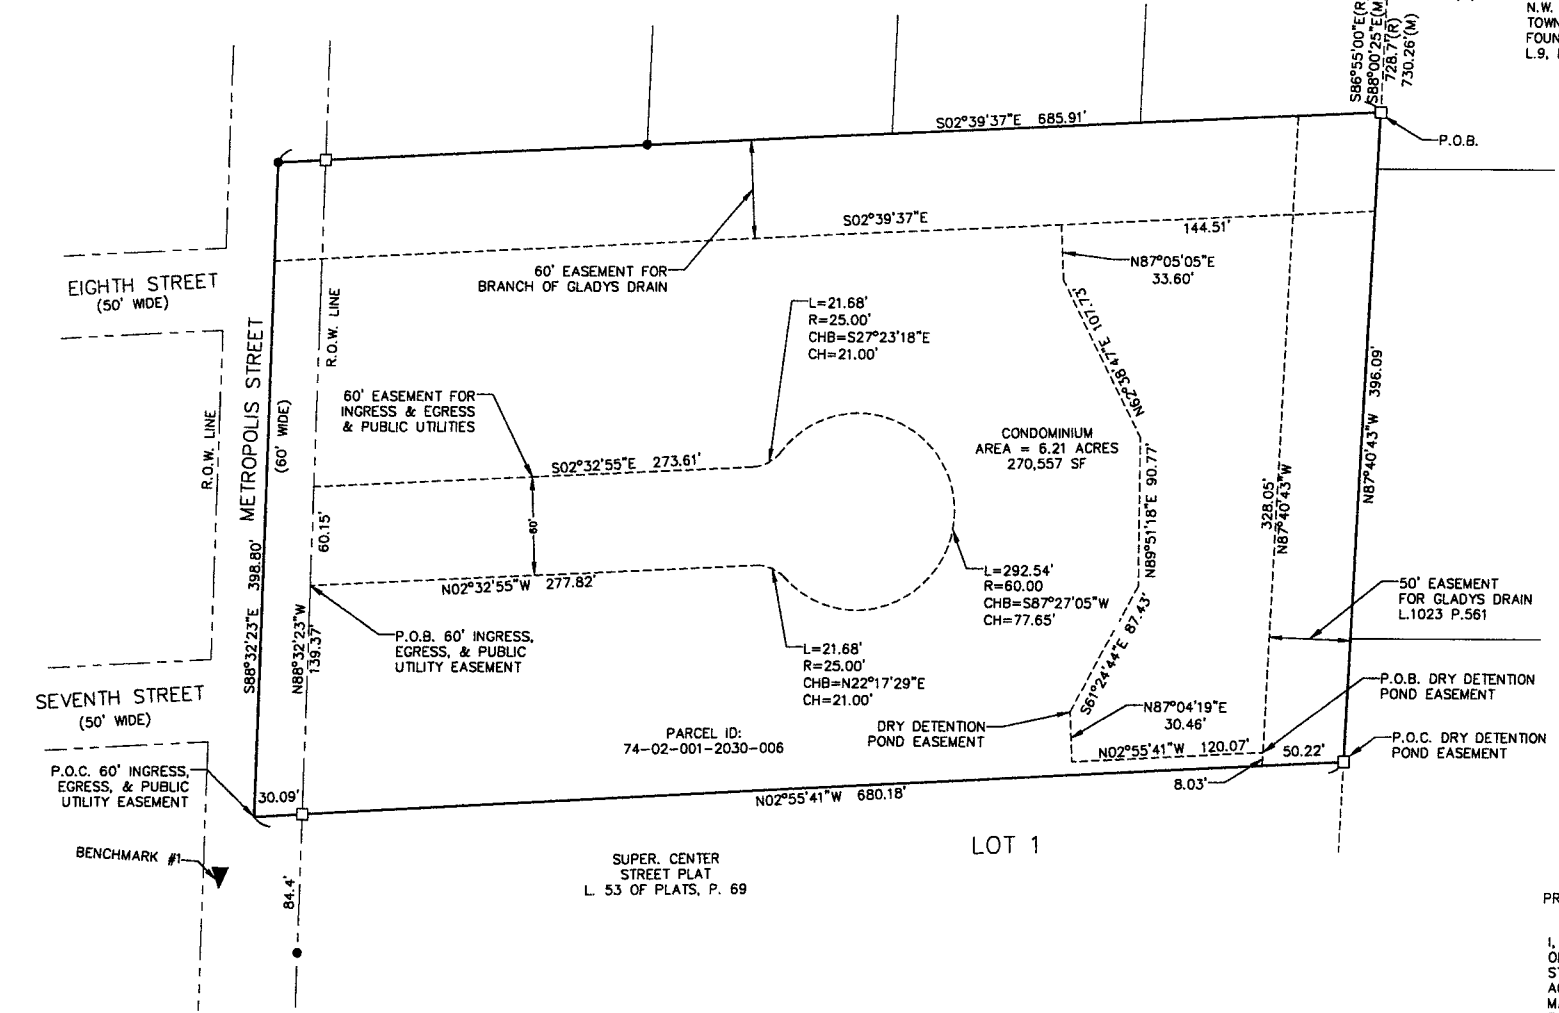 S86°55'00"E(R)
S88°00'25"E(M)
728.7'(R)
730.26'(M)
N.W.
TOWN
FOUN
L.9,
S02°39'37"E 685.91'
P.O.B.
S02°39'37"E
144.51'
N87°05'05"E
33.60'
60' EASEMENT FOR
BRANCH OF GLADYS DRAIN
EIGHTH STREET
(50' WIDE)
R.O.W. LINE
L=21.68'
R=25.00'
CHB=S27°23'18"E
CH=21.00'
N62°38'47"E 107.73'
METROPOLIS STREET
(60' WIDE)
60' EASEMENT FOR
INGRESS & EGRESS
& PUBLIC UTILITIES
N87°40'43"W 396.09'
R.O.W. LINE
CONDOMINIUM
AREA = 6.21 ACRES
270,557 SF
S02°32'55"E 273.61'
N89°51'18"E 90.77'
328.05'
N87°40'43"W
60.15'
60'
S88°32'23"E 398.80'
L=292.54'
R=60.00
CHB=S87°27'05"W
CH=77.65'
N02°32'55"W 277.82'
50' EASEMENT
FOR GLADYS DRAIN
L.1023 P.561
N88°32'23"W
139.37'
P.O.B. 60' INGRESS,
EGRESS, & PUBLIC
UTILITY EASEMENT
L=21.68'
R=25.00'
CHB=N22°17'29"E
CH=21.00'
S61°24'44"E 87.43'
P.O.B. DRY DETENTION
POND EASEMENT
SEVENTH STREET
(50' WIDE)
N87°04'19"E
30.46'
DRY DETENTION
POND EASEMENT
PARCEL ID:
74-02-001-2030-006
N02°55'41"W 120.07'
50.22'
P.O.C. DRY DETENTION
POND EASEMENT
P.O.C. 60' INGRESS,
EGRESS, & PUBLIC
UTILITY EASEMENT
30.09'
8.03'
N02°55'41"W 680.18'
BENCHMARK #1
LOT 1
SUPER. CENTER
STREET PLAT
L. 53 OF PLATS, P. 69
84.4'
PR
I,